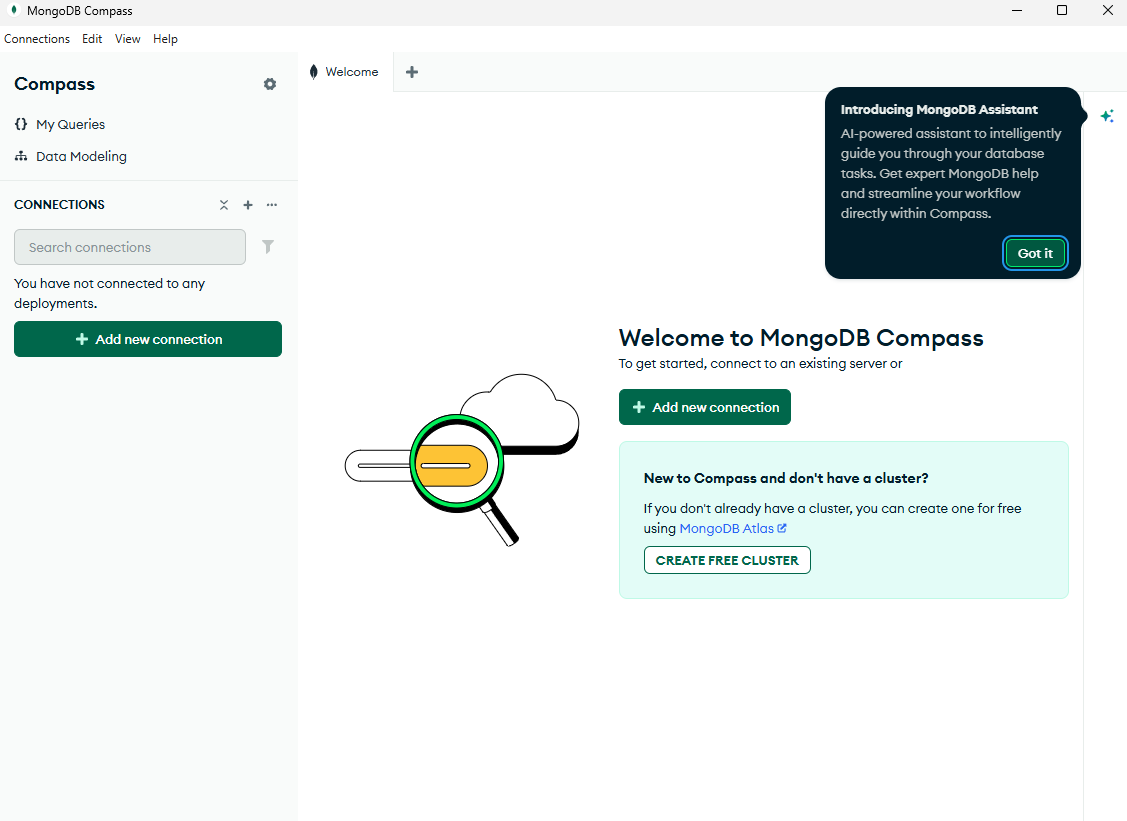 MongoDB Compass
Connections Edit View Help
Compass
My Queries
Data Modeling
CONNECTIONS
Search connections
You have not connected to any
deployments.
Add new connection
Welcome
Introducing MongoDB Assistant
AI-powered assistant to intelligently
guide you through your database
tasks. Get expert MongoDB help
and streamline your workflow
directly within Compass.
Got it
Welcome to MongoDB Compass
To get started, connect to an existing server or
Add new connection
New to Compass and don't have a cluster?
If you don't already have a cluster, you can create one for free
using MongoDB Atlas
CREATE FREE CLUSTER